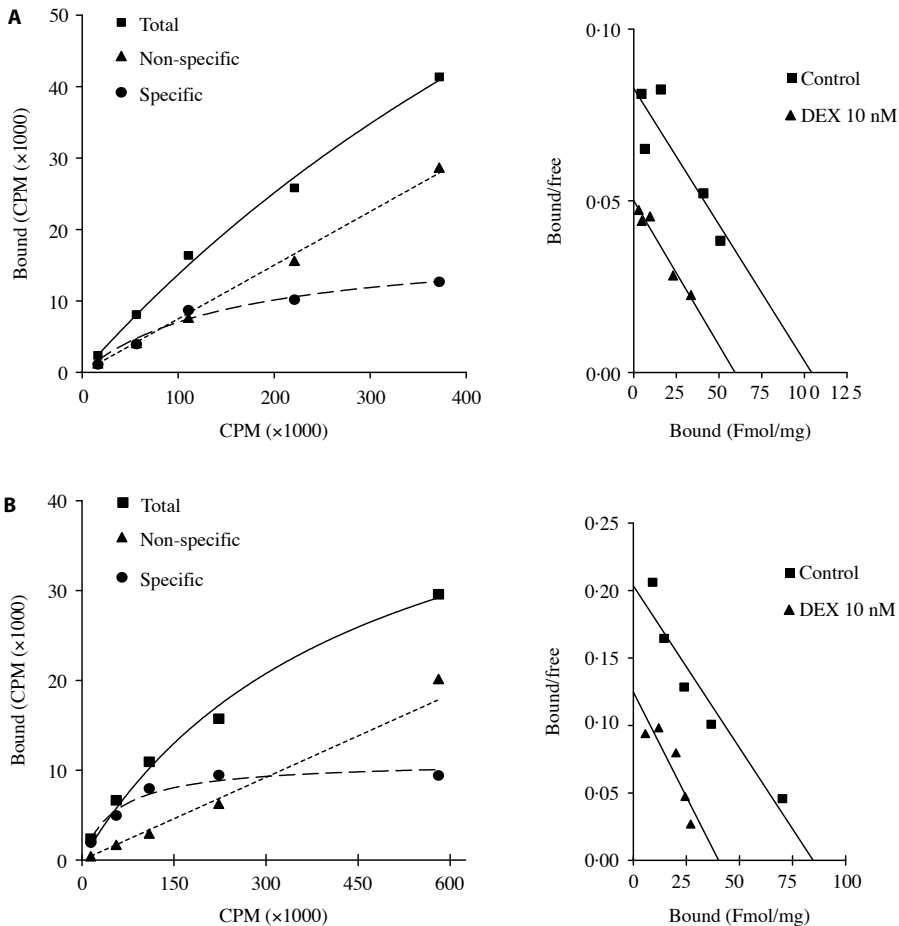 A
Total
Non-specific
Specific
Bound (CPM (×1000)
50
40
30
20
10
0
0 100 200 300 400
CPM (×1000)
Control
DEX 10 nM
Bound/free
0·10
0·05
0·00
0 25 50 75 100 125
Bound (Fmol/mg)
B
Total
Non-specific
Specific
Bound (CPM (×1000)
40
30
20
10
0
0 150 300 450 600
CPM (×1000)
Control
DEX 10 nM
Bound/free
0·25
0·20
0·15
0·10
0·05
0·00
0 25 50 75 100
Bound (Fmol/mg)